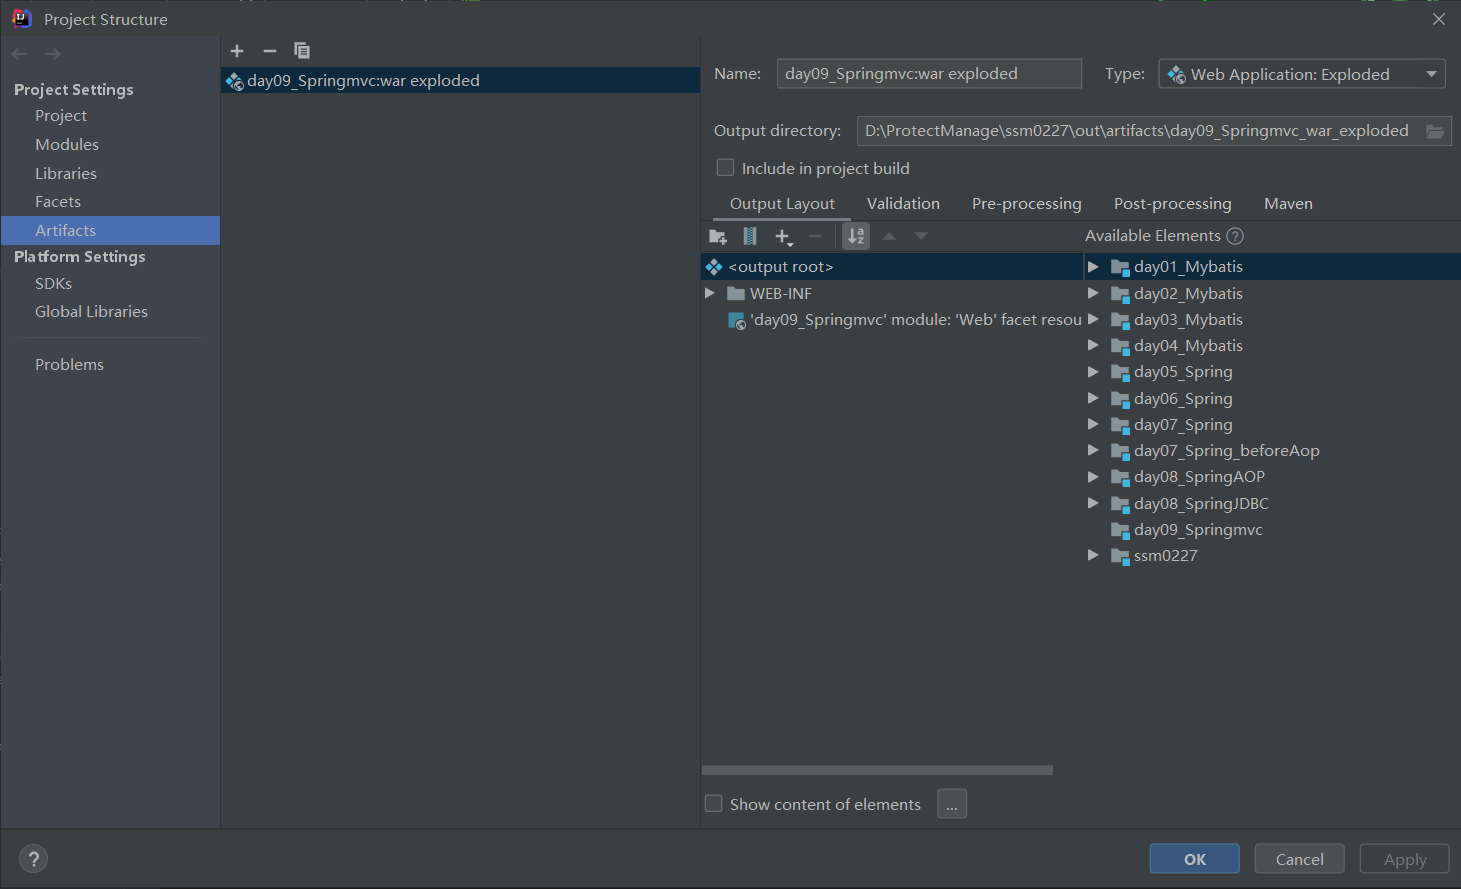 Project Structure
Project Settings
Project
Modules
Libraries
Facets
Artifacts
Platform Settings
SDKs
Global Libraries
Problems
day09_Springmvc:war exploded
Name: day09_Springmvc:war exploded Type: Web Application: Exploded
Output directory: D:\ProtectManage\ssm0227\out\artifacts\day09_Springmvc_war_exploded
Include in project build
Output Layout Validation Pre-processing Post-processing Maven
Available Elements
<output root>
WEB-INF
'day09_Springmvc' module: 'Web' facet resou
day01_Mybatis
day02_Mybatis
day03_Mybatis
day04_Mybatis
day05_Spring
day06_Spring
day07_Spring
day07_Spring_beforeAop
day08_SpringAOP
day08_SpringJDBC
day09_Springmvc
ssm0227
Show content of elements ...
OK Cancel Apply